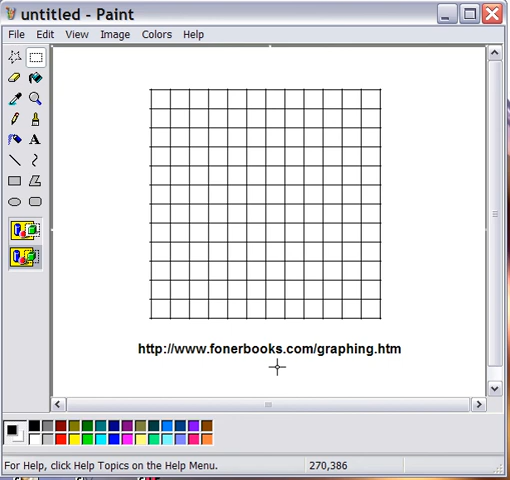 untitled - Paint
File Edit View Image Colors Help
A
http://www.fonerbooks.com/graphing.htm
For Help, click Help Topics on the Help Menu. 270,386